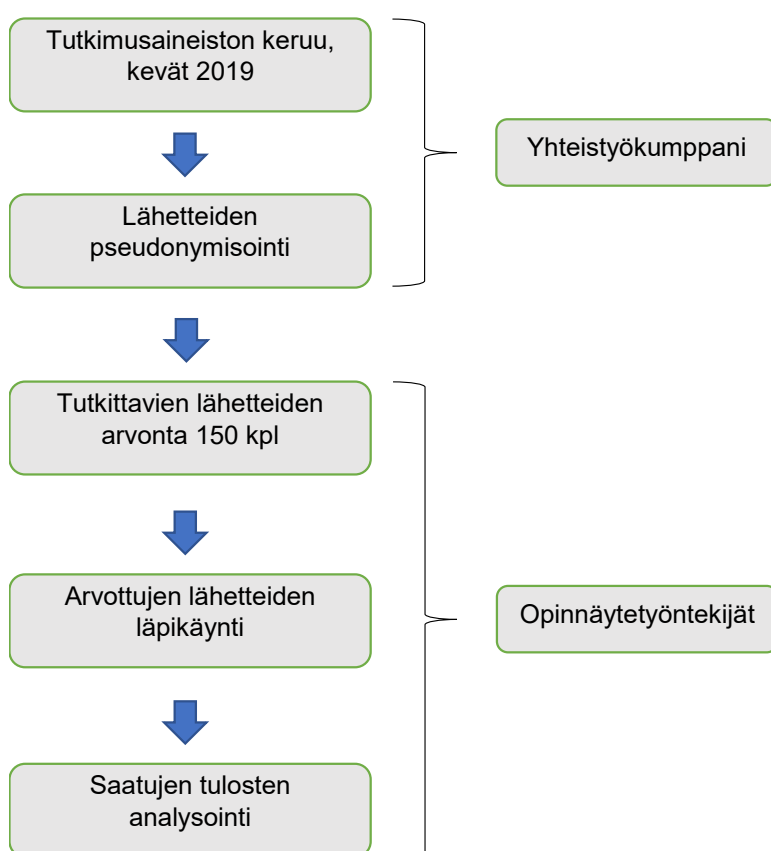 Tutkimusaineiston keruu,
kevät 2019
Yhteistyökumppani
Lähetteiden
pseudonymisointi
Tutkittavien lähetteiden
arvonta 150 kpl
Arvottujen lähetteiden
läpikäynti
Opinnäytetyöntekijät
Saatujen tulosten
analysointi